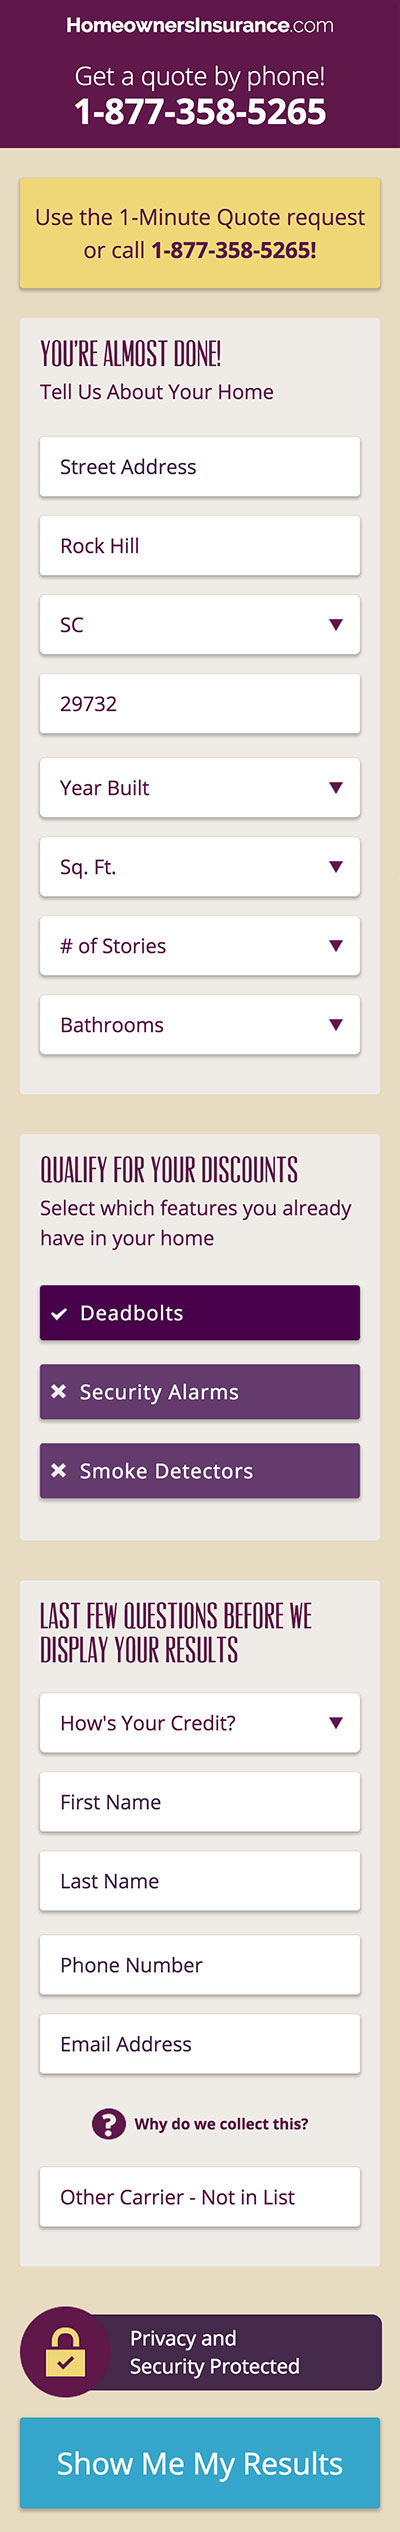 HomeownersInsurance.com
Get a quote by phone!
1-877-358-5265
Use the 1-Minute Quote request
or call 1-877-358-5265!
YOU'RE ALMOST DONE!
Tell Us About Your Home
Street Address
Rock Hill
SC
29732
Year Built
Sq. Ft.
# of Stories
Bathrooms
QUALIFY FOR YOUR DISCOUNTS
Select which features you already
have in your home
Deadbolts
Security Alarms
Smoke Detectors
LAST FEW QUESTIONS BEFORE WE
DISPLAY YOUR RESULTS
How's Your Credit?
First Name
Last Name
Phone Number
Email Address
? Why do we collect this?
Other Carrier - Not in List
Privacy and
Security Protected
Show Me My Results